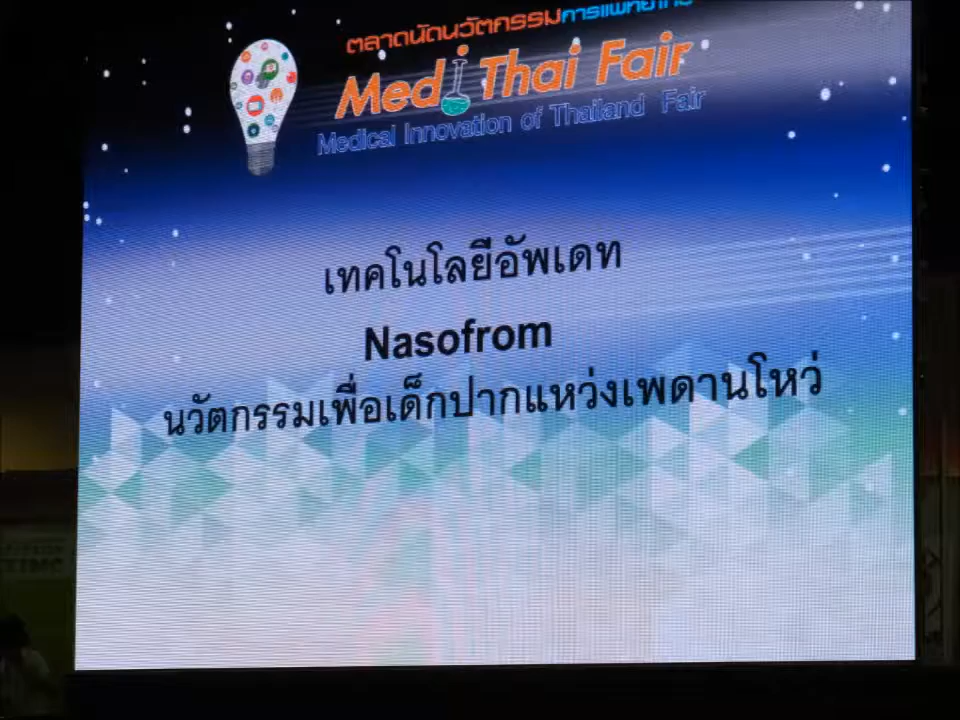 ตลาดนัดนวัตกรรมการแพทย์ไทย
Med Thai Fair
Medical Innovation of Thailand Fair
เทคโนโลยีอัพเดท
Nasofrom
นวัตกรรมเพื่อเด็กปากแหว่งเพดานโหว่